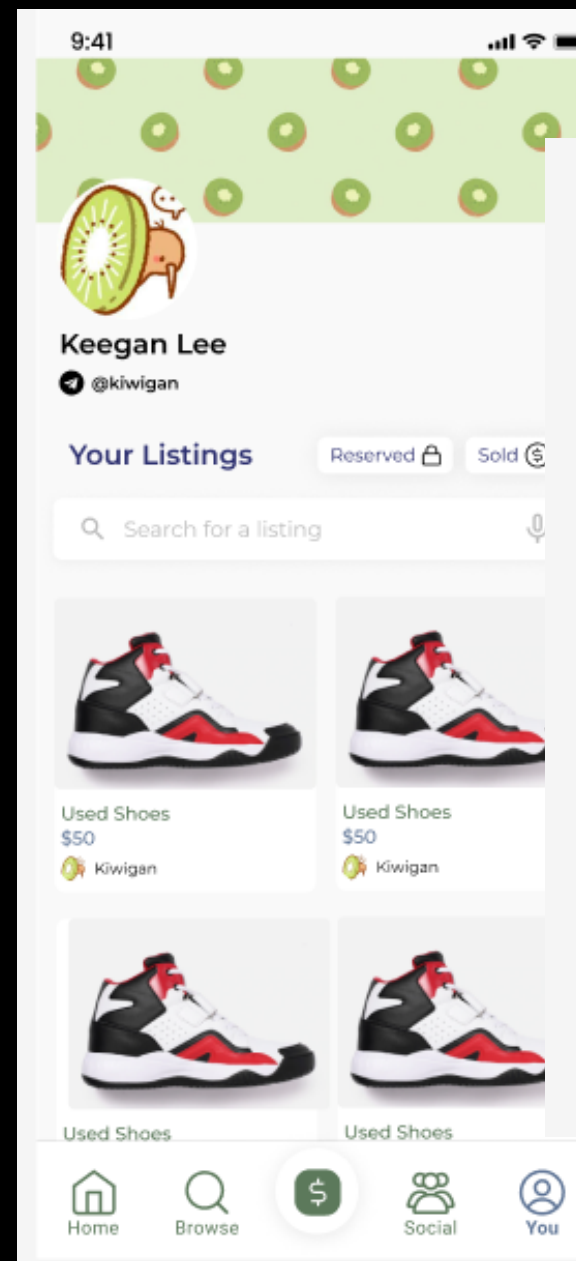 9:41
Keegan Lee
@kiwigan
Your Listings Reserved Sold
Search for a listing
Used Shoes Used Shoes
$50 $50
Kiwigan Kiwigan
Used Shoes Used Shoes
$
Home Browse Social You